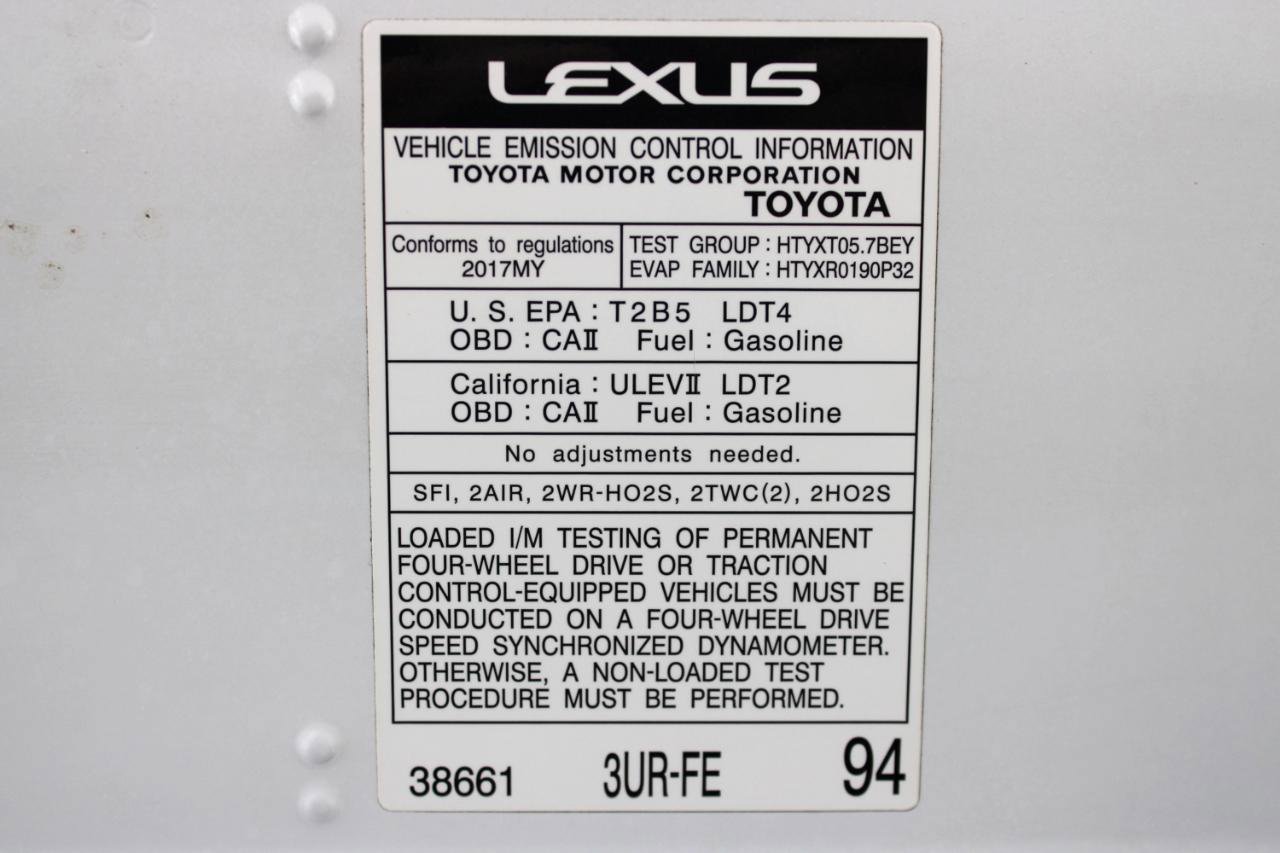 LEXUS
VEHICLE EMISSION CONTROL INFORMATION
TOYOTA MOTOR CORPORATION
TOYOTA
Conforms to regulations
2017MY
TEST GROUP : HTYXT05.7BEY
EVAP FAMILY : HTYXR0190P32
U. S. EPA : T2B5 LDT4
OBD : CAⅡ Fuel : Gasoline
California : ULEVⅡ LDT2
OBD : CAⅡ Fuel : Gasoline
No adjustments needed.
SFI, 2AIR, 2WR-HO2S, 2TWC(2), 2HO2S
LOADED I/M TESTING OF PERMANENT
FOUR-WHEEL DRIVE OR TRACTION
CONTROL-EQUIPPED VEHICLES MUST BE
CONDUCTED ON A FOUR-WHEEL DRIVE
SPEED SYNCHRONIZED DYNAMOMETER.
OTHERWISE, A NON-LOADED TEST
PROCEDURE MUST BE PERFORMED.
38661 3UR-FE 94